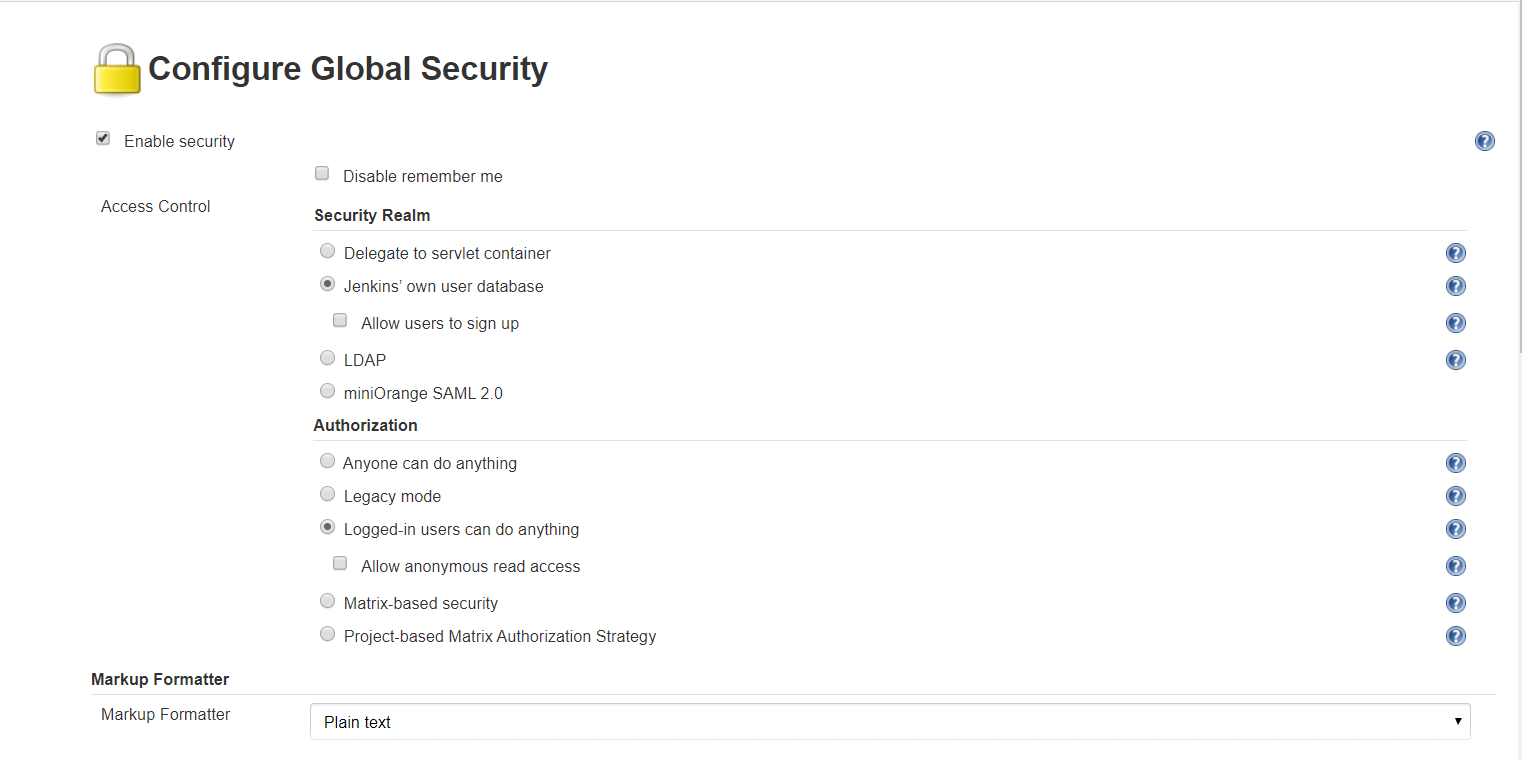 Configure Global Security
Enable security
Disable remember me
Access Control
Security Realm
Delegate to servlet container
Jenkins’ own user database
Allow users to sign up
LDAP
miniOrange SAML 2.0
Authorization
Anyone can do anything
Legacy mode
Logged-in users can do anything
Allow anonymous read access
Matrix-based security
Project-based Matrix Authorization Strategy
Markup Formatter
Markup Formatter
Plain text